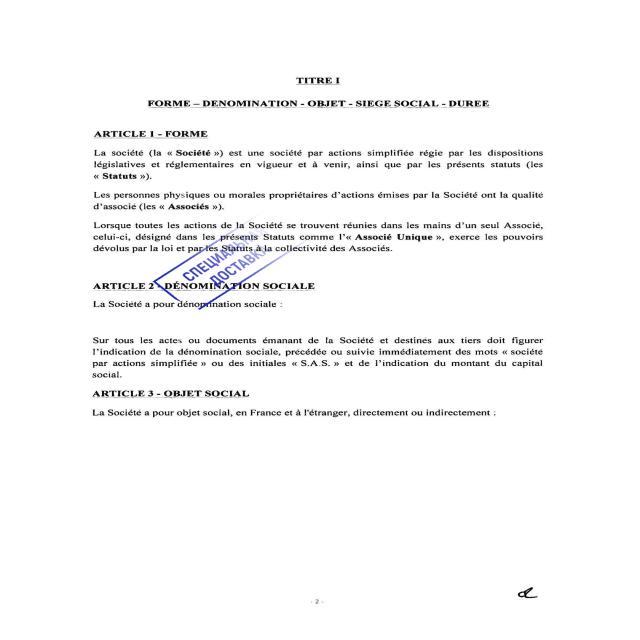 TITRE I
FORME – DENOMINATION - OBJET - SIEGE SOCIAL - DUREE
ARTICLE 1 - FORME
La société (la « Société ») est une société par actions simplifiée régie par les dispositions
législatives et réglementaires en vigueur et à venir, ainsi que par les présents statuts (les
« Statuts »).
Les personnes physiques ou morales propriétaires d'actions émises par la Société ont la qualité
d'associé (les « Associés »).
Lorsque toutes les actions de la Société se trouvent réunies dans les mains d'un seul Associé,
celui-ci, désigné dans les présents Statuts comme l'« Associé Unique », exerce les pouvoirs
dévolus par la loi et par les Statuts à la collectivité des Associés.
СПЕЦИАЛЬНАЯ
ДОСТАВКА
ARTICLE 2 - DÉNOMINATION SOCIALE
La Société a pour dénomination sociale :
Sur tous les actes ou documents émanant de la Société et destinés aux tiers doit figurer
l'indication de la dénomination sociale, précédée ou suivie immédiatement des mots « société
par actions simplifiée » ou des initiales « S.A.S. » et de l'indication du montant du capital
social.
ARTICLE 3 - OBJET SOCIAL
La Société a pour objet social, en France et à l'étranger, directement ou indirectement :
- 2 -